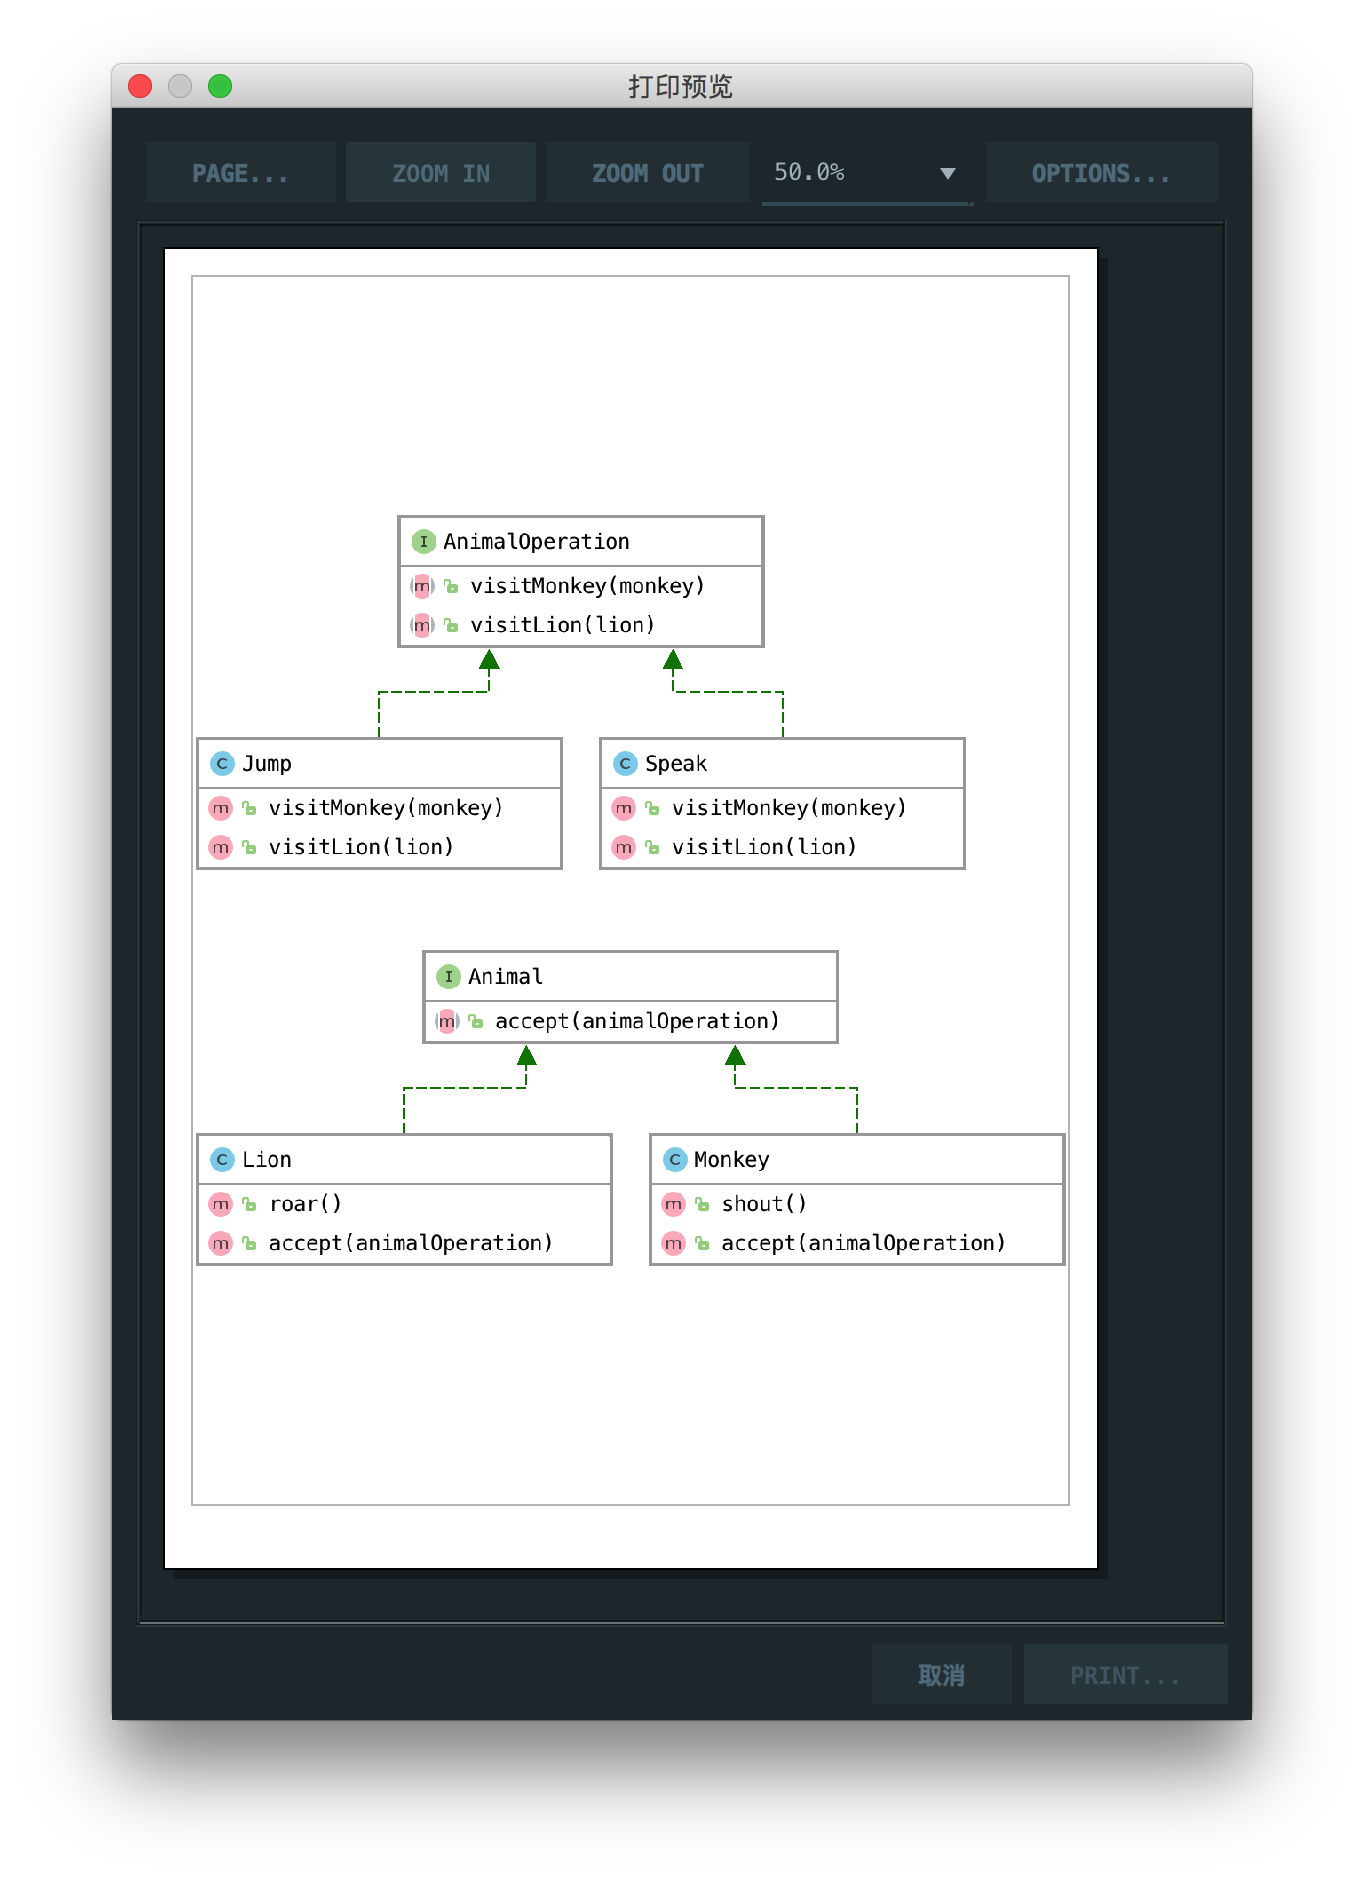 打印预览
PAGE... ZOOM IN ZOOM OUT 50.0% OPTIONS...
I AnimalOperation
m visitMonkey(monkey)
m visitLion(lion)
C Jump
m visitMonkey(monkey)
m visitLion(lion)
C Speak
m visitMonkey(monkey)
m visitLion(lion)
I Animal
m accept(animalOperation)
C Lion
m roar()
m accept(animalOperation)
C Monkey
m shout()
m accept(animalOperation)
取消 PRINT...